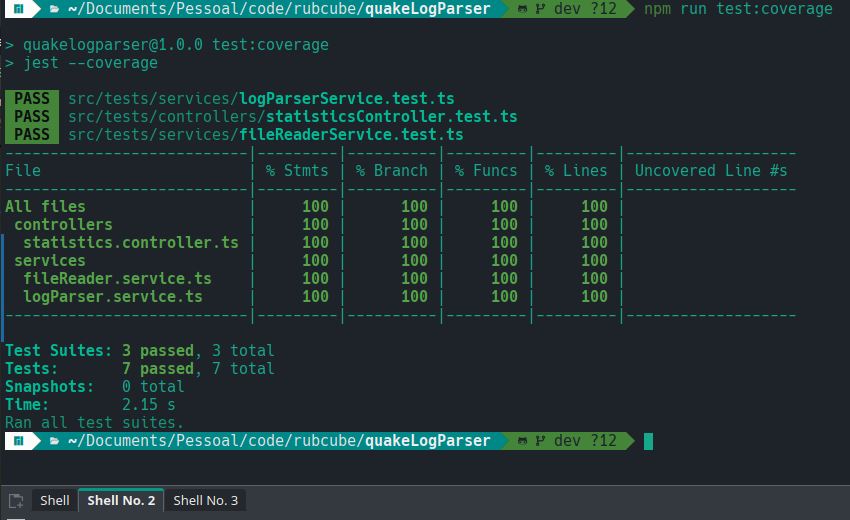 ~/Documents/Pessoal/code/rubcube/quakeLogParser dev ?12 npm run test:coverage
> quakelogparser@1.0.0 test:coverage
> jest --coverage
PASS src/tests/services/logParserService.test.ts
PASS src/tests/controllers/statisticsController.test.ts
PASS src/tests/services/fileReaderService.test.ts
---------------------------|---------|----------|---------|---------|-------------------
File | % Stmts | % Branch | % Funcs | % Lines | Uncovered Line #s
---------------------------|---------|----------|---------|---------|-------------------
All files | 100 | 100 | 100 | 100 |
controllers | 100 | 100 | 100 | 100 |
statistics.controller.ts | 100 | 100 | 100 | 100 |
services | 100 | 100 | 100 | 100 |
fileReader.service.ts | 100 | 100 | 100 | 100 |
logParser.service.ts | 100 | 100 | 100 | 100 |
---------------------------|---------|----------|---------|---------|-------------------
Test Suites: 3 passed, 3 total
Tests: 7 passed, 7 total
Snapshots: 0 total
Time: 2.15 s
Ran all test suites.
~/Documents/Pessoal/code/rubcube/quakeLogParser dev ?12
Shell Shell No. 2 Shell No. 3